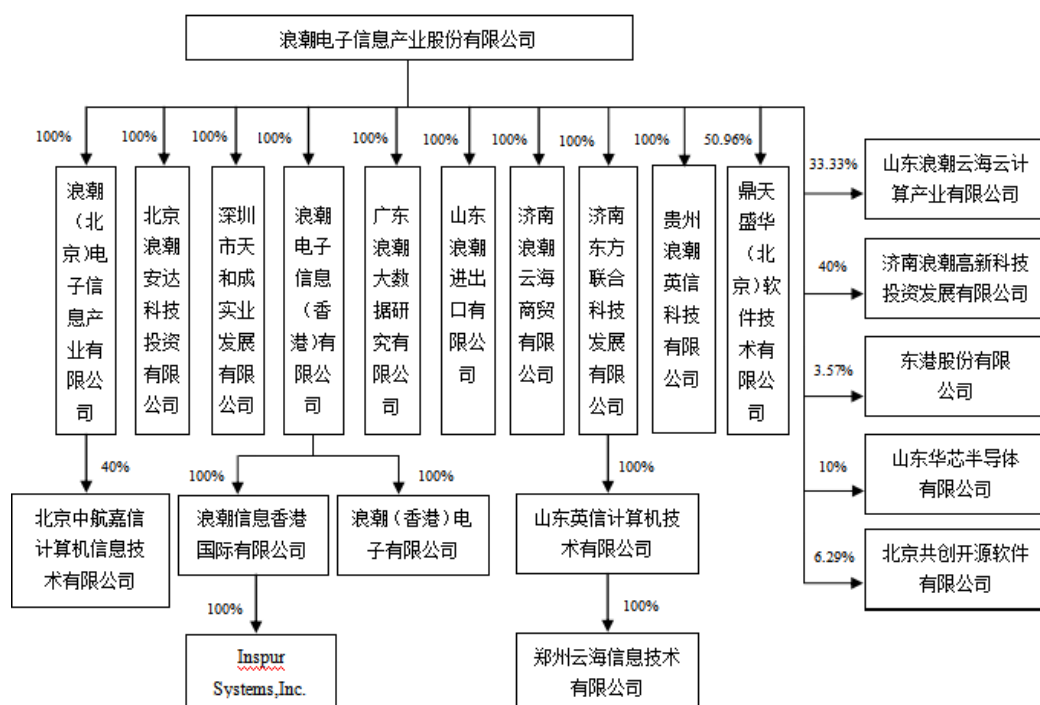 浪潮电子信息产业股份有限公司
100%
100%
100%
100%
100%
100%
100%
100%
100%
50.96%
浪潮
（北
京）电
子信
息产
业有
限公
司
北京
浪潮
安达
科技
投资
有限
公司
深圳
市天
和成
实业
发展
有限
公司
浪潮
电子
信息
（香
港）有
限公
司
广东
浪潮
大数
据研
究有
限公
司
山东
浪潮
进出
口有
限公
司
济南
浪潮
云海
商贸
有限
公司
济南
东方
联合
科技
发展
有限
公司
贵州
浪潮
英信
科技
有限
公司
鼎天
盛华
（北
京）软
件技
术有
限公
司
33.33%
山东浪潮云海云计
算产业有限公司
40%
济南浪潮高新科技
投资发展有限公司
3.57%
东港股份有限
公司
10%
山东华芯半导体
有限公司
6.29%
北京共创开源软件
有限公司
40%
100%
100%
100%
北京中航嘉信
计算机信息技
术有限公司
浪潮信息香港
国际有限公司
浪潮（香港）电
子有限公司
山东英信计算机技
术有限公司
100%
100%
Inspur
Systems,Inc.
郑州云海信息技术
有限公司